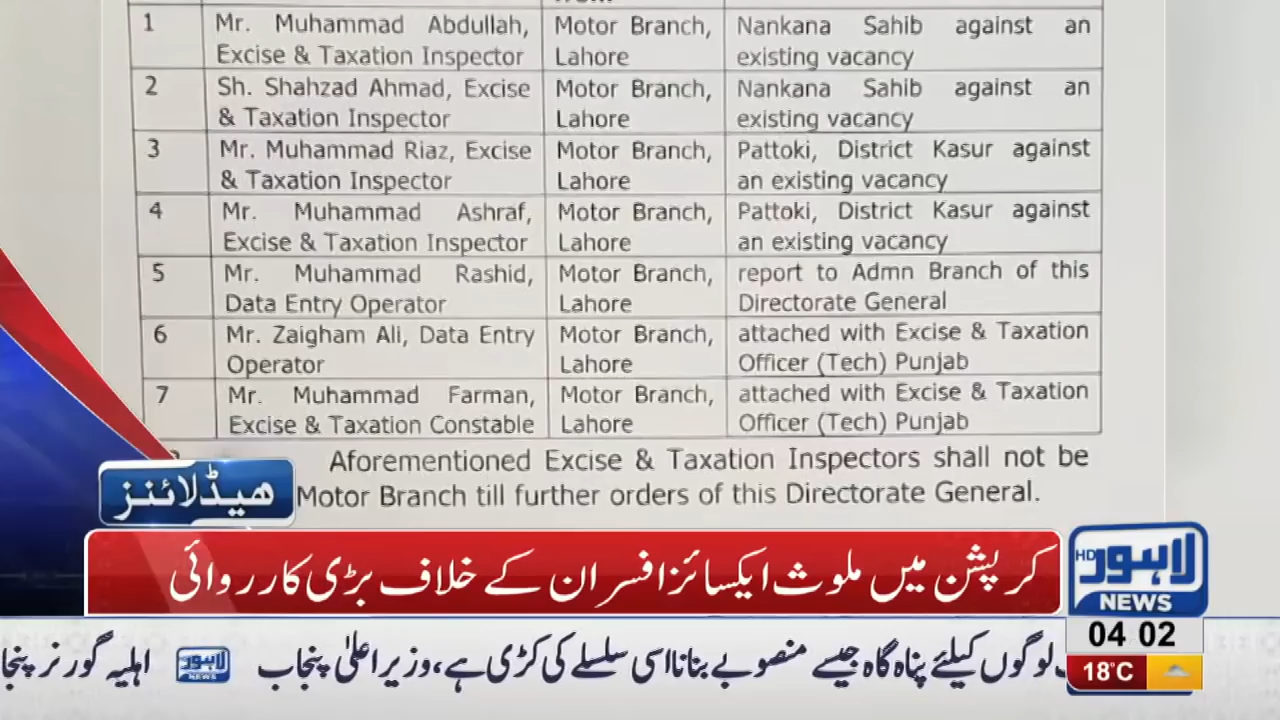 1 Mr. Muhammad Abdullah, Motor Branch, Nankana Sahib against an
Excise & Taxation Inspector Lahore existing vacancy
2 Sh. Shahzad Ahmad, Excise Motor Branch, Nankana Sahib against an
& Taxation Inspector Lahore existing vacancy
3 Mr. Muhammad Riaz, Excise Motor Branch, Pattoki, District Kasur against
& Taxation Inspector Lahore an existing vacancy
4 Mr. Muhammad Ashraf, Motor Branch, Pattoki, District Kasur against
Excise & Taxation Inspector Lahore an existing vacancy
5 Mr. Muhammad Rashid, Motor Branch, report to Admn Branch of this
Data Entry Operator Lahore Directorate General
6 Mr. Zaigham Ali, Data Entry Motor Branch, attached with Excise & Taxation
Operator Lahore Officer (Tech) Punjab
7 Mr. Muhammad Farman, Motor Branch, attached with Excise & Taxation
Excise & Taxation Constable Lahore Officer (Tech) Punjab
Aforementioned Excise & Taxation Inspectors shall not be
Motor Branch till further orders of this Directorate General.
ھیڈلائنز
کرپشن میں ملوث ایکسائز افسران کے خلاف بڑی کارروائی
لاہور HD
NEWS
04 02
18°C
لوگوں کیلئے پناہ گاہ جیسے منصوبے بنانا اسی سلسلے کی کڑی ہے، وزیراعلیٰ پنجاب لاہور NEWS اہلیہ گورنر